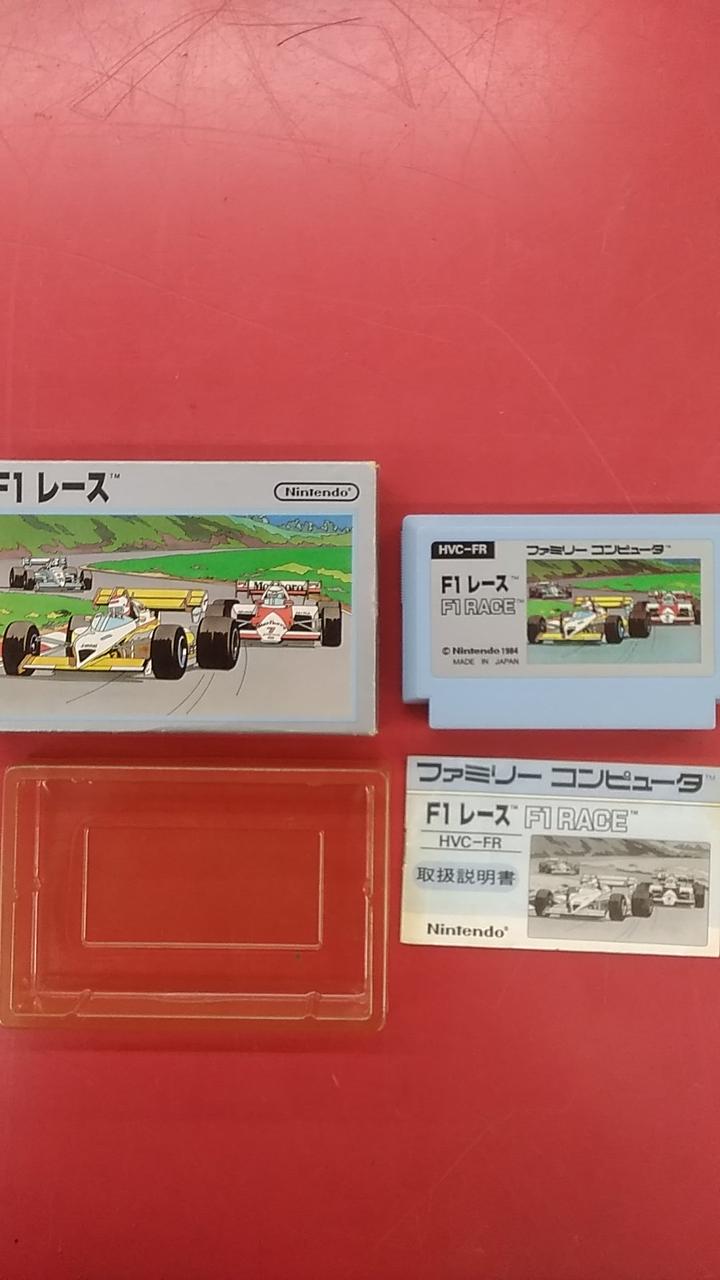 F1 レース™
Nintendo®
Marlboro
HVC-FR
ファミリー コンピュータ™
F1 レース™
F1 RACE™
© Nintendo 1984
MADE IN JAPAN
ファミリー コンピュータ™
F1 レース™ F1 RACE™
HVC-FR
取扱説明書
Nintendo®